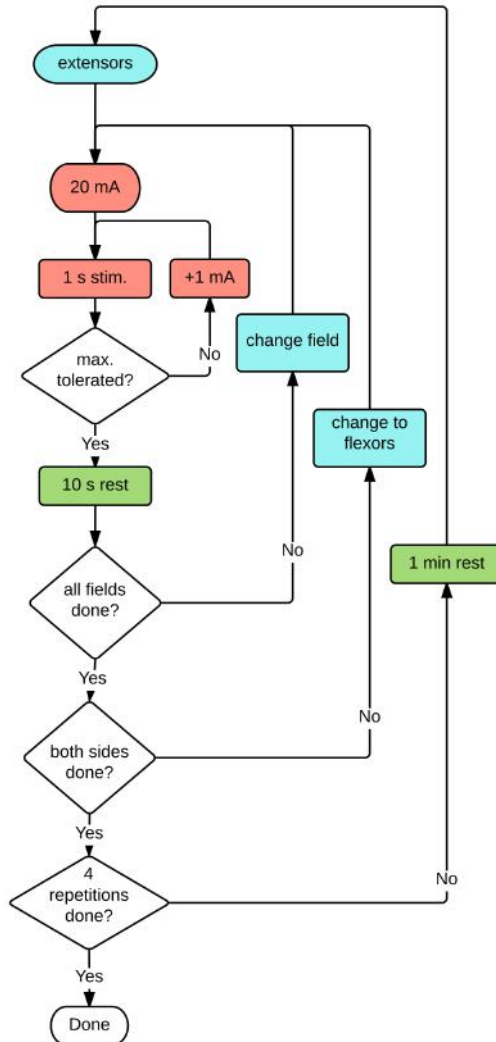 extensors
20 mA
1 s stim.
+1 mA
max.
tolerated?
No
Yes
change field
change to
flexors
10 s rest
all fields
done?
No
1 min rest
Yes
both sides
done?
No
Yes
4
repetitions
done?
No
Yes
Done